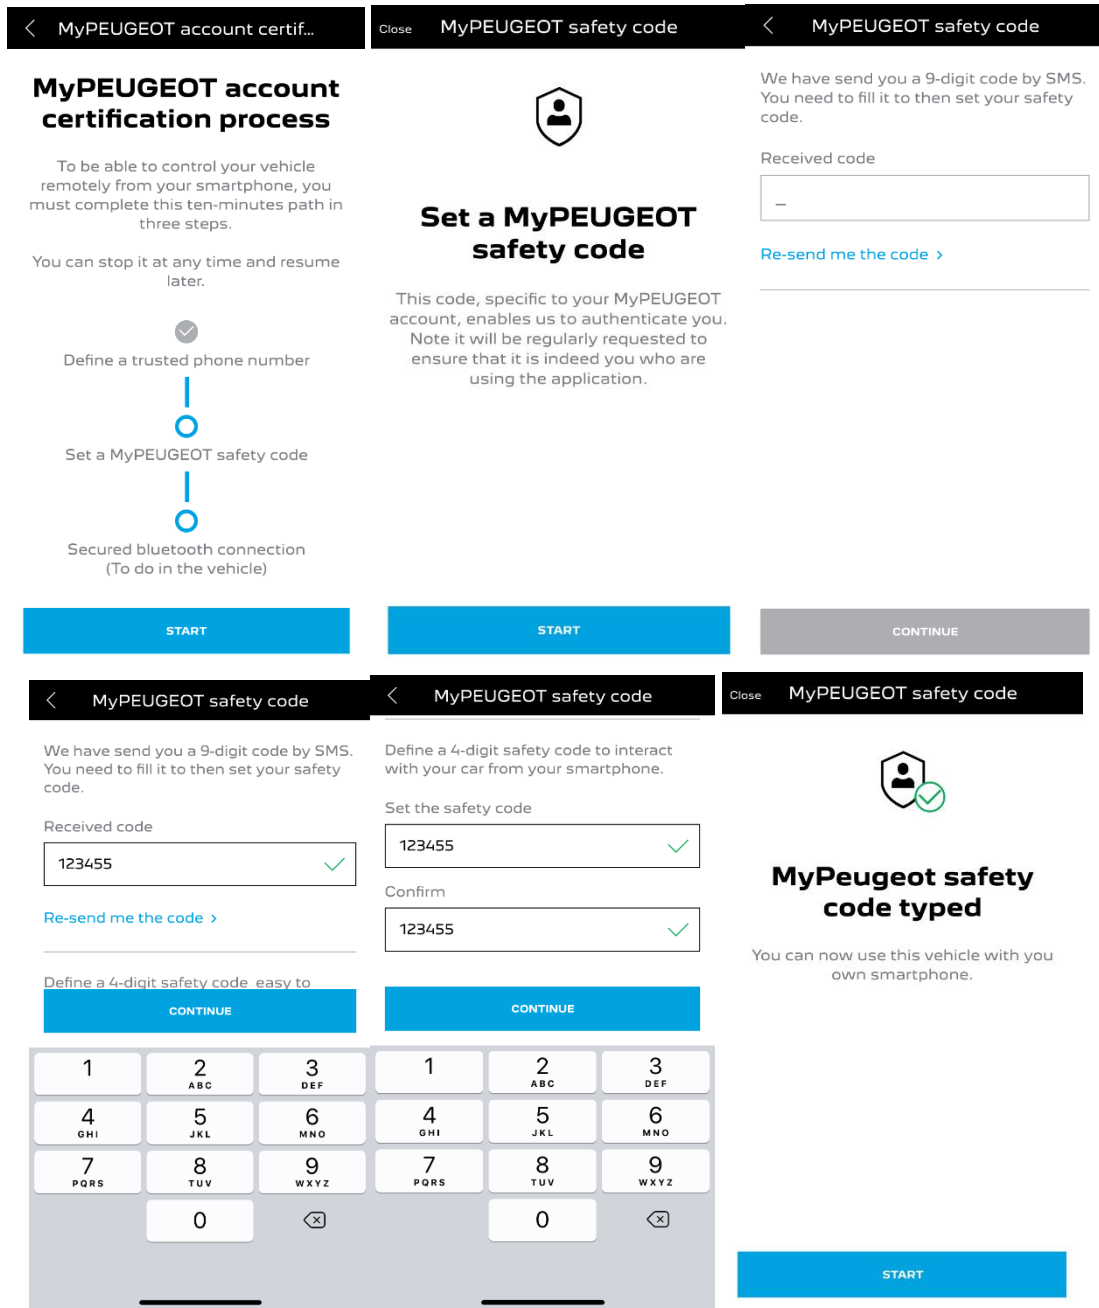 MyPEUGEOT account certif...
MyPEUGEOT account
certification process
To be able to control your vehicle
remotely from your smartphone, you
must complete this ten-minutes path in
three steps.
You can stop it at any time and resume
later.
Define a trusted phone number
Set a MyPEUGEOT safety code
Secured bluetooth connection
(To do in the vehicle)
START
Close MyPEUGEOT safety code
Set a MyPEUGEOT
safety code
This code, specific to your MyPEUGEOT
account, enables us to authenticate you.
Note it will be regularly requested to
ensure that it is indeed you who are
using the application.
START
MyPEUGEOT safety code
We have send you a 9-digit code by SMS.
You need to fill it to then set your safety
code.
Received code
_
Re-send me the code >
CONTINUE
MyPEUGEOT safety code
We have send you a 9-digit code by SMS.
You need to fill it to then set your safety
code.
Received code
123455
Re-send me the code >
Define a 4-digit safety code easy to
CONTINUE
1 2 3
ABC DEF
4 5 6
GHI JKL MNO
7 8 9
PQRS TUV WXYZ
0
MyPEUGEOT safety code
Define a 4-digit safety code to interact
with your car from your smartphone.
Set the safety code
123455
Confirm
123455
CONTINUE
1 2 3
ABC DEF
4 5 6
GHI JKL MNO
7 8 9
PQRS TUV WXYZ
0
Close MyPEUGEOT safety code
MyPeugeot safety
code typed
You can now use this vehicle with you
own smartphone.
START